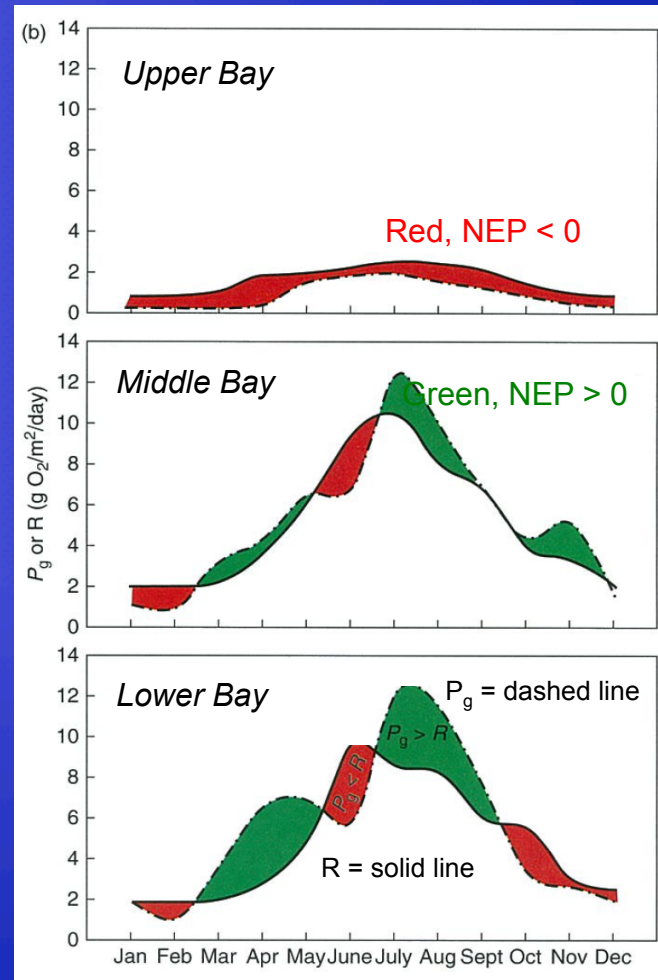 (b)
14
12
10
8
6
4
2
0
Upper Bay
Red, NEP < 0
14
12
10
8
6
4
2
0
Middle Bay
Green, NEP > 0
Pg or R (g O₂/m²/day)
14
12
10
8
6
4
2
0
Lower Bay
Pg = dashed line
Pg > R
Pg < R
R = solid line
Jan Feb Mar Apr May June July Aug Sept Oct Nov Dec